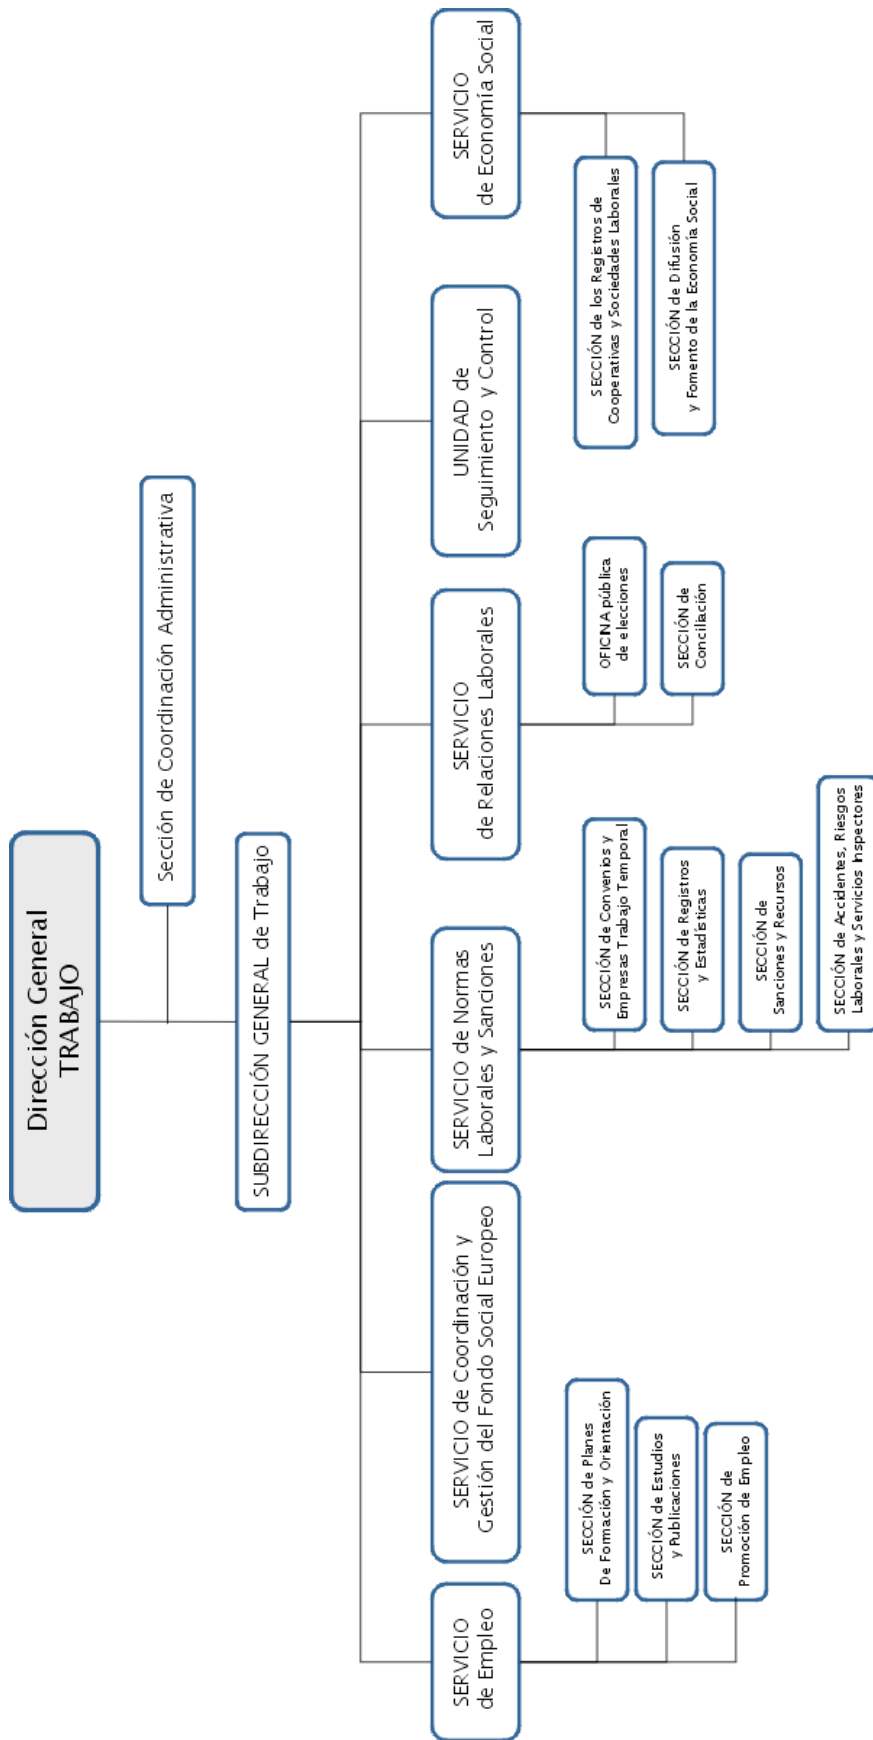 Dirección General
TRABAJO
Sección de Coordinación Administrativa
SUBDIRECCIÓN GENERAL de Trabajo
SERVICIO
de Empleo
SERVICIO de Coordinación y
Gestión del Fondo Social Europeo
SERVICIO de Normas
Laborales y Sanciones
SERVICIO
de Relaciones Laborales
UNIDAD de
Seguimiento y Control
SERVICIO
de Economía Social
SECCIÓN de Planes
De Formación y Orientación
SECCIÓN de Estudios
y Publicaciones
SECCIÓN de
Promoción de Empleo
SECCIÓN de Convenios y
Empresas Trabajo Temporal
SECCIÓN de Registros
y Estadísticas
SECCIÓN de
Sanciones y Recursos
SECCIÓN de Accidentes, Riesgos
Laborales y Servicios Inspectores
OFICINA pública
de elecciones
SECCIÓN de
Conciliación
SECCIÓN de los Registros de
Cooperativas y Sociedades Laborales
SECCIÓN de Difusión
y Fomento de la Economía Social